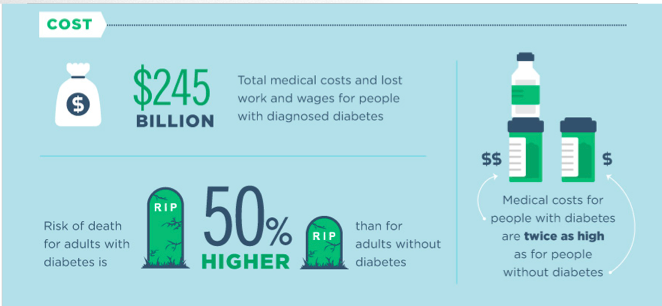 COST
$
$245
BILLION
Total medical costs and lost
work and wages for people
with diagnosed diabetes
Risk of death
for adults with
diabetes is
RIP
50%
HIGHER
RIP
than for
adults without
diabetes
$$
$
Medical costs for
people with diabetes
are twice as high
as for people
without diabetes